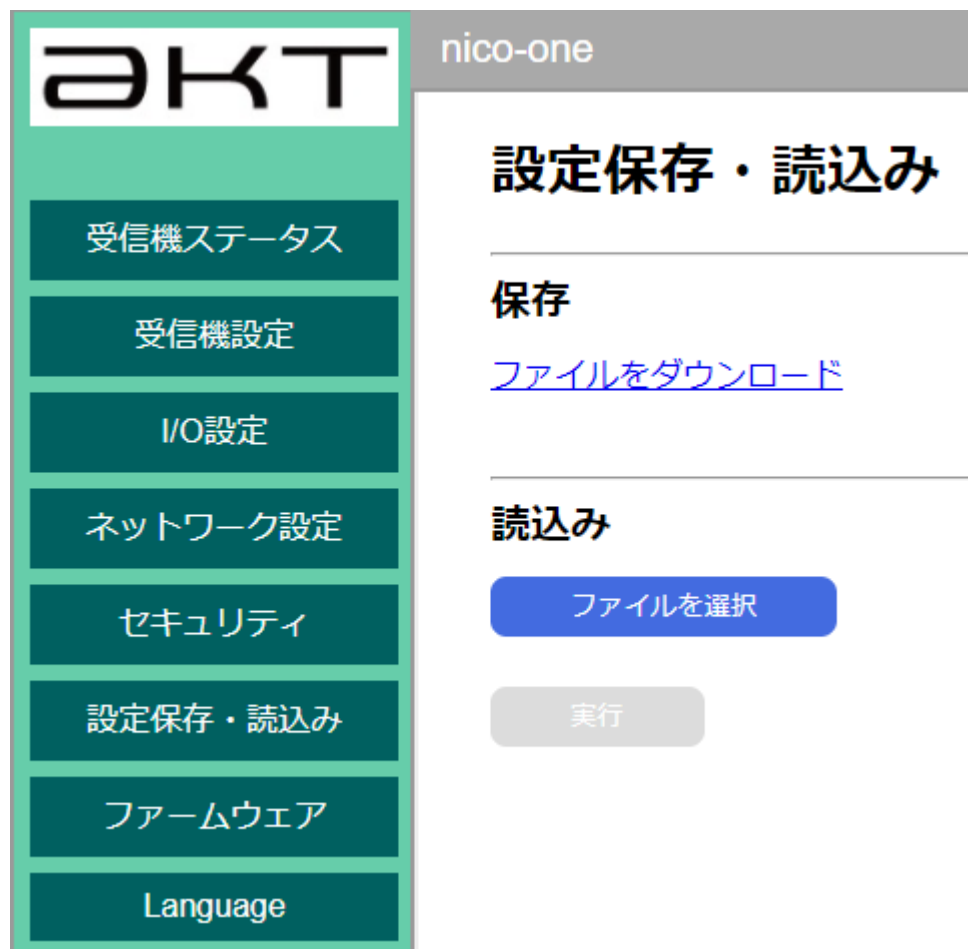 akt
nico-one
受信機ステータス
受信機設定
I/O設定
ネットワーク設定
セキュリティ
設定保存・読込み
ファームウェア
Language
設定保存・読込み
保存
ファイルをダウンロード
読込み
ファイルを選択
実行